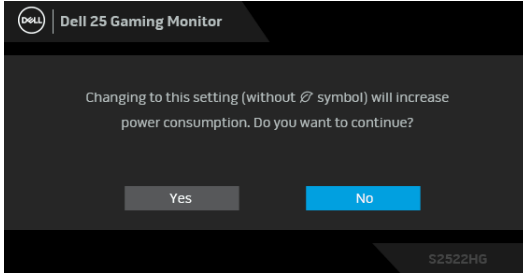 DELL
Dell 25 Gaming Monitor
Changing to this setting (without symbol) will increase
power consumption. Do you want to continue?
Yes
No
S2522HG